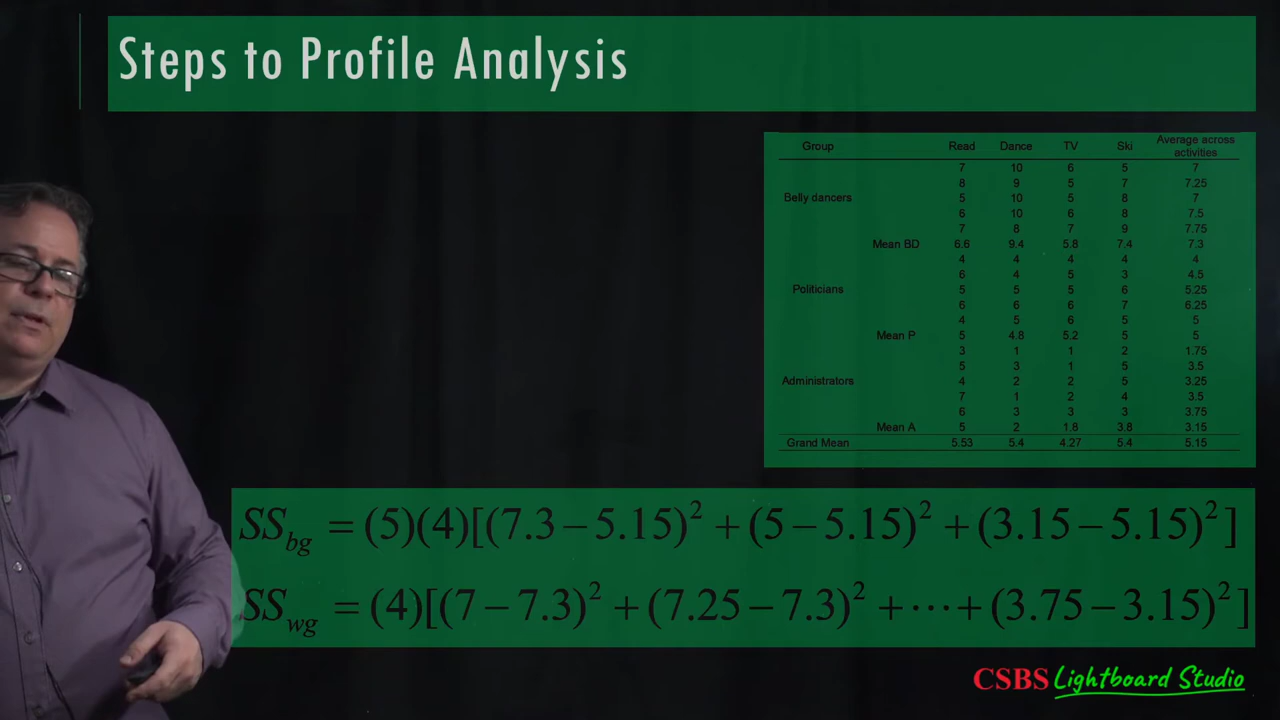 Steps to Profile Analysis
Group Read Dance TV Ski Average across activities
7 10 6 5 7
8 9 5 7 7.25
Belly dancers 5 10 5 8 7
6 10 6 8 7.5
7 8 7 9 7.75
Mean BD 6.6 9.4 5.8 7.4 7.3
4 4 4 4 4
6 4 5 3 4.5
Politicians 5 5 5 6 5.25
6 6 6 7 6.25
4 5 6 5 5
Mean P 5 4.8 5.2 5 5
3 1 1 2 1.75
5 3 1 5 3.5
Administrators 4 2 2 5 3.25
7 1 2 4 3.5
6 3 3 3 3.75
Mean A 5 2 1.8 3.8 3.15
Grand Mean 5.53 5.4 4.27 5.4 5.15
SS_bg = (5)(4)[(7.3 − 5.15)² + (5 − 5.15)² + (3.15 − 5.15)²]
SS_wg = (4)[(7 − 7.3)² + (7.25 − 7.3)² + ⋯ + (3.75 − 3.15)²]
CSBS Lightboard Studio